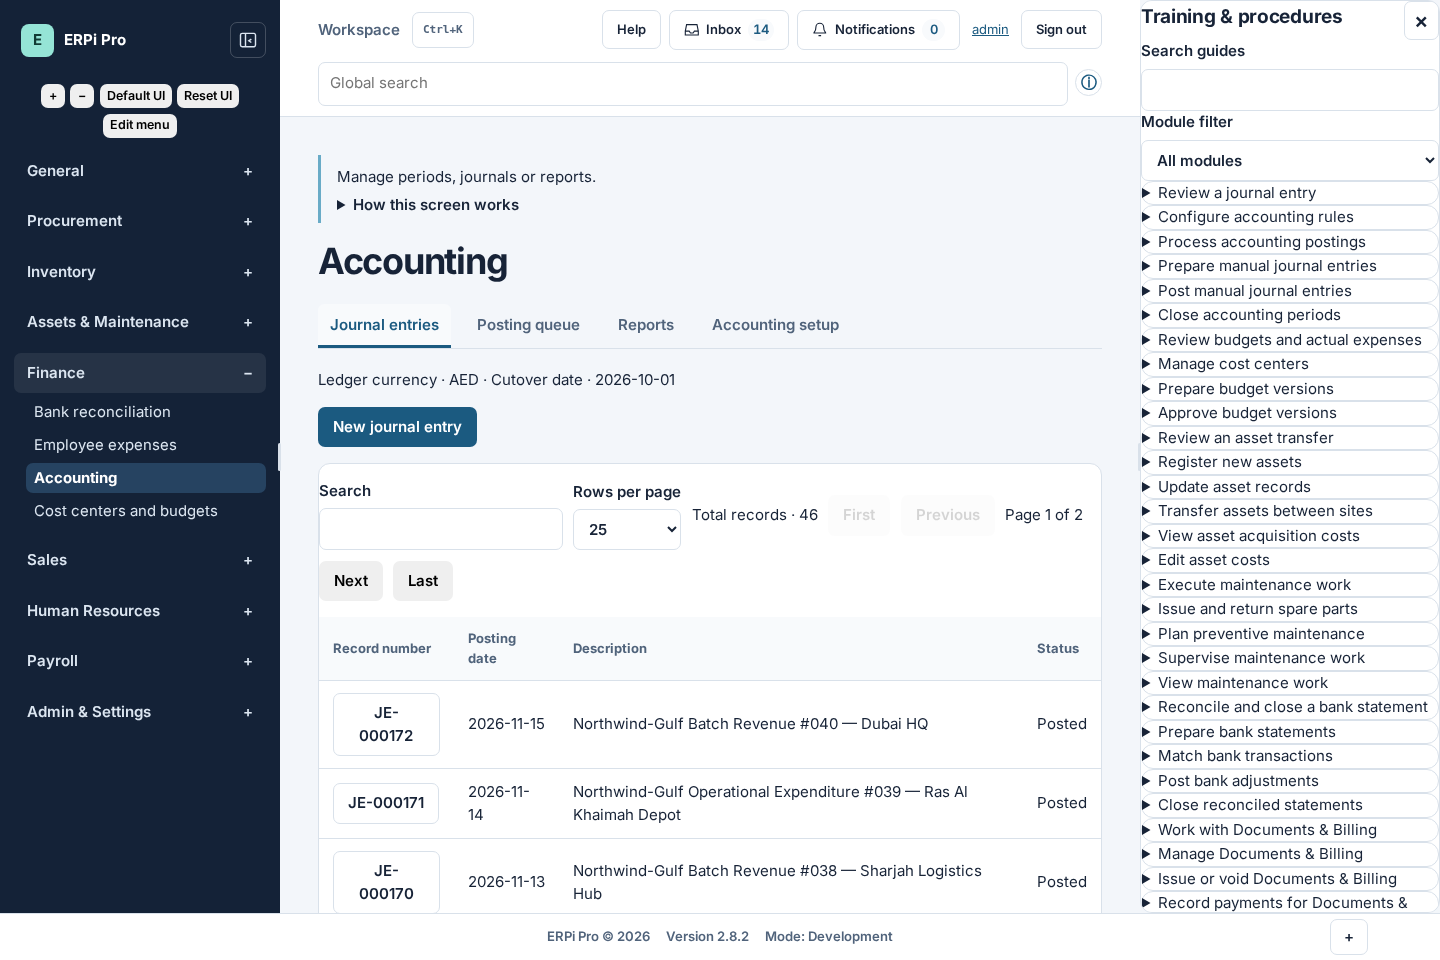 E ERPi Pro
+ − Default UI Reset UI
Edit menu
General +
Procurement +
Inventory +
Assets & Maintenance +
Finance −
Bank reconciliation
Employee expenses
Accounting
Cost centers and budgets
Sales +
Human Resources +
Payroll +
Admin & Settings +
Workspace Ctrl+K Help Inbox 14 Notifications 0 admin Sign out
Global search ⓘ
Manage periods, journals or reports.
How this screen works
Accounting
Journal entries Posting queue Reports Accounting setup
Ledger currency · AED · Cutover date · 2026-10-01
New journal entry
Search Rows per page
25 Total records · 46 First Previous Page 1 of 2
Next Last
Record number Posting date Description Status
JE-000172 2026-11-15 Northwind-Gulf Batch Revenue #040 — Dubai HQ Posted
JE-000171 2026-11-14 Northwind-Gulf Operational Expenditure #039 — Ras Al Khaimah Depot Posted
JE-000170 2026-11-13 Northwind-Gulf Batch Revenue #038 — Sharjah Logistics Hub Posted
Training & procedures ×
Search guides
Module filter
All modules
Review a journal entry
Configure accounting rules
Process accounting postings
Prepare manual journal entries
Post manual journal entries
Close accounting periods
Review budgets and actual expenses
Manage cost centers
Prepare budget versions
Approve budget versions
Review an asset transfer
Register new assets
Update asset records
Transfer assets between sites
View asset acquisition costs
Edit asset costs
Execute maintenance work
Issue and return spare parts
Plan preventive maintenance
Supervise maintenance work
View maintenance work
Reconcile and close a bank statement
Prepare bank statements
Match bank transactions
Post bank adjustments
Close reconciled statements
Work with Documents & Billing
Manage Documents & Billing
Issue or void Documents & Billing
Record payments for Documents &
ERPi Pro © 2026 Version 2.8.2 Mode: Development +